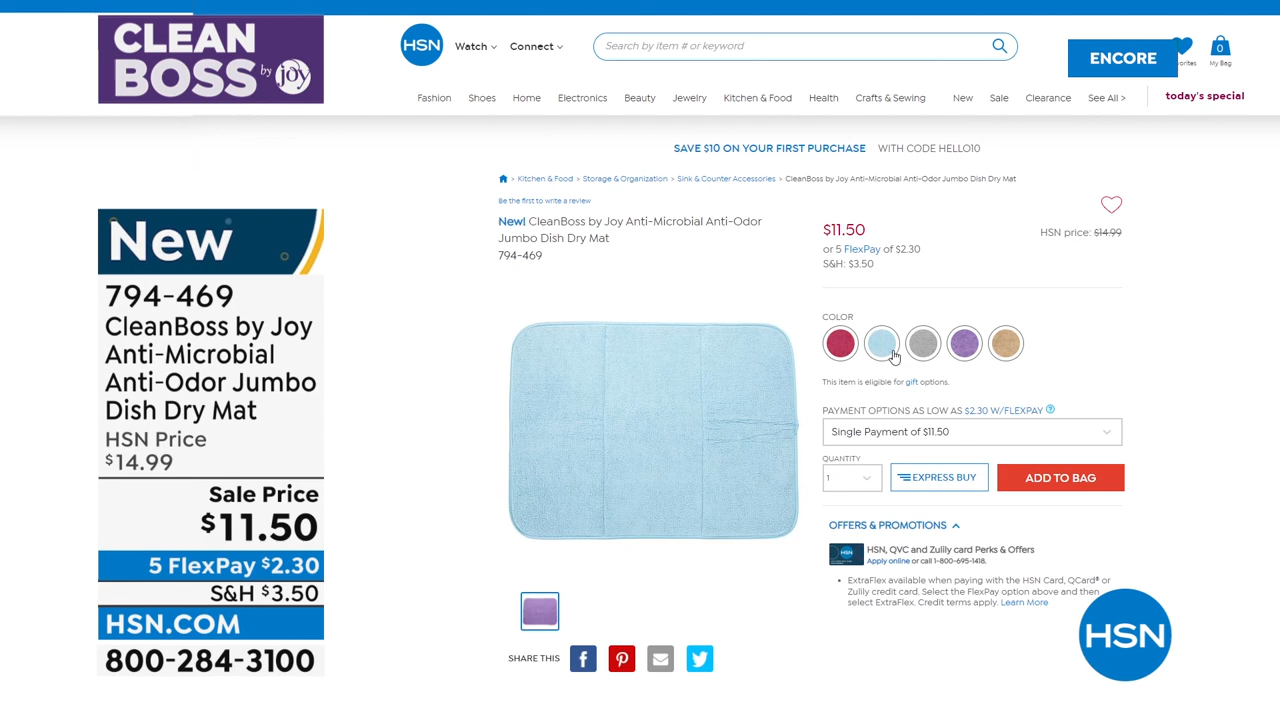 CLEAN
BOSS by joy
HSN
Watch
Connect
Search by item # or keyword
ENCORE
0
My Bag
Fashion
Shoes
Home
Electronics
Beauty
Jewelry
Kitchen & Food
Health
Crafts & Sewing
New
Sale
Clearance
See All >
today's special
SAVE $10 ON YOUR FIRST PURCHASE WITH CODE HELLO10
> Kitchen & Food > Storage & Organization > Sink & Counter Accessories > CleanBoss by Joy Anti-Microbial Anti-Odor Jumbo Dish Dry Mat
Be the first to write a review
New! CleanBoss by Joy Anti-Microbial Anti-Odor
Jumbo Dish Dry Mat
794-469
$11.50
HSN price: $14.99
or 5 FlexPay of $2.30
S&H: $3.50
COLOR
This item is eligible for gift options.
PAYMENT OPTIONS AS LOW AS $2.30 W/FLEXPAY ?
Single Payment of $11.50
QUANTITY
1
EXPRESS BUY
ADD TO BAG
OFFERS & PROMOTIONS
HSN
HSN, QVC and Zulily card Perks & Offers
Apply online or call 1-800-695-1418.
• ExtraFlex available when paying with the HSN Card, QCard® or
Zulily credit card. Select the FlexPay option above and then
select ExtraFlex. Credit terms apply. Learn More
SHARE THIS
HSN
New
794-469
CleanBoss by Joy
Anti-Microbial
Anti-Odor Jumbo
Dish Dry Mat
HSN Price
$14.99
Sale Price
$11.50
5 FlexPay $2.30
S&H $3.50
HSN.COM
800-284-3100